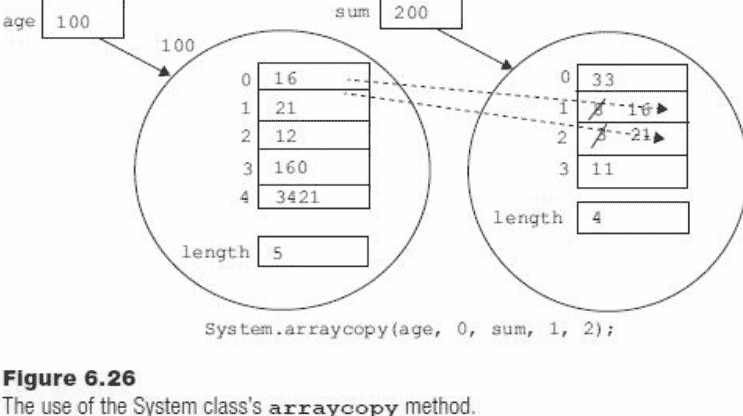 age 100
sum 200
100
0 16
1 21
2 12
3 160
4 3421
length 5
0 33
1 8 16
2 3 21
3 11
length 4
System.arraycopy(age, 0, sum, 1, 2);
Figure 6.26
The use of the System class's arraycopy method.